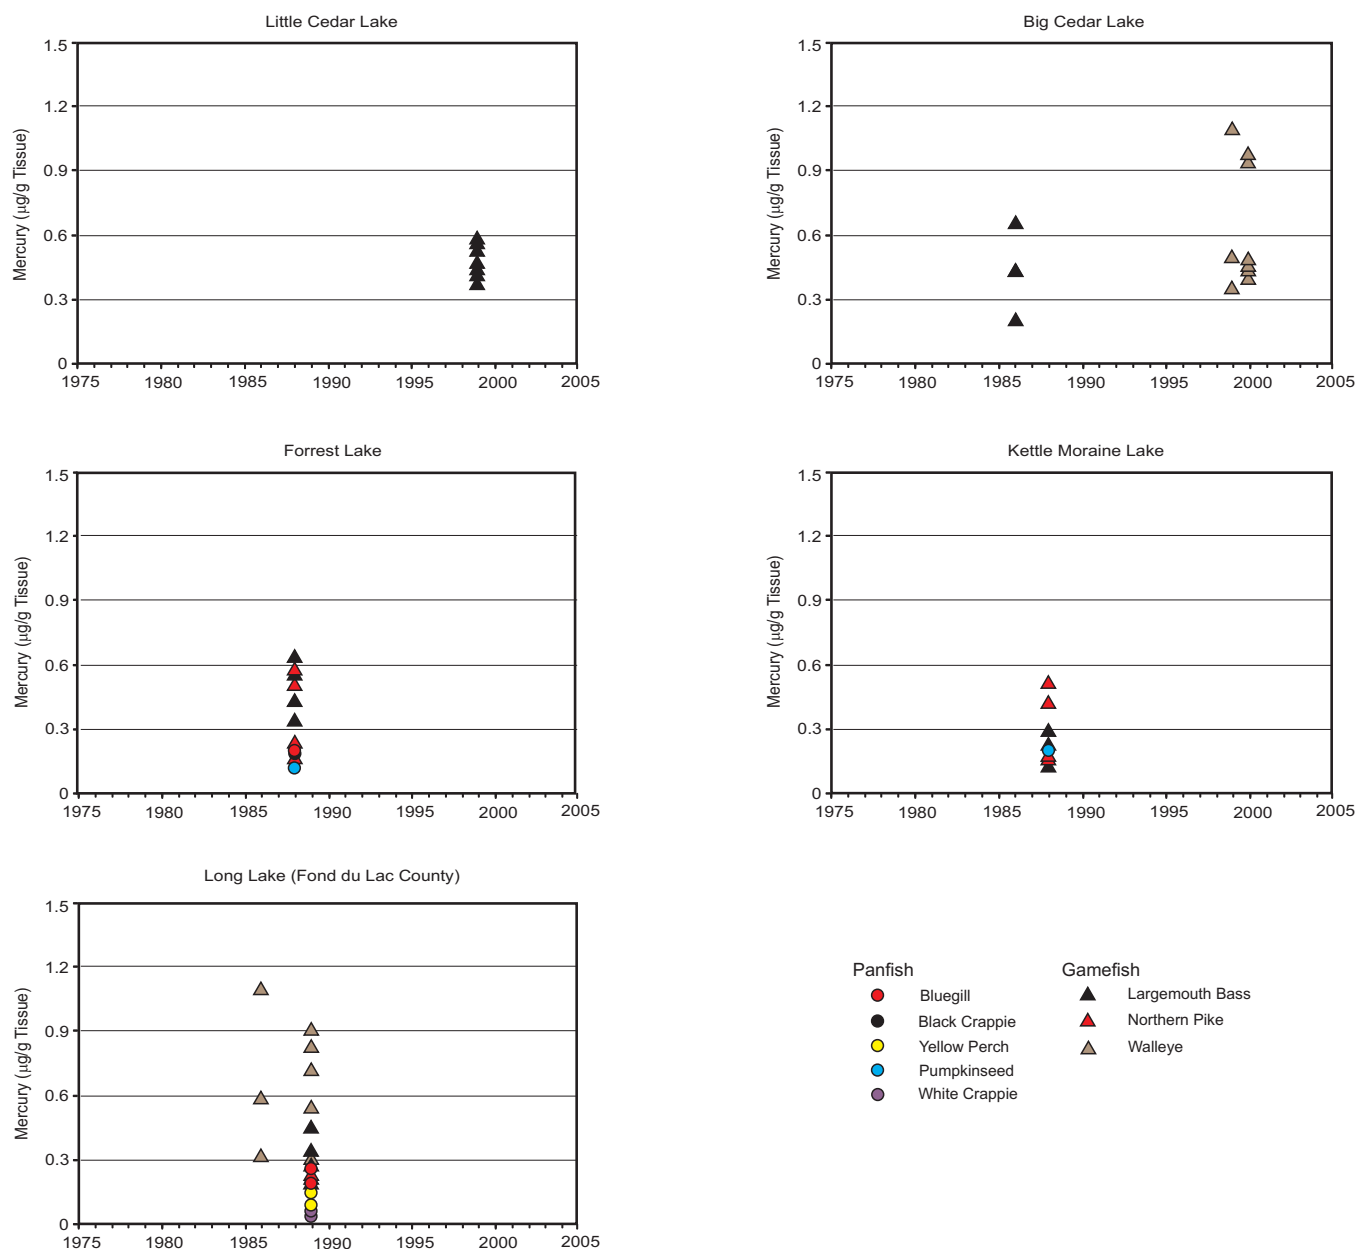 Little Cedar Lake
Mercury (µg/g Tissue)
1.5
1.2
0.9
0.6
0.3
0
1975 1980 1985 1990 1995 2000 2005
Big Cedar Lake
Mercury (µg/g Tissue)
1.5
1.2
0.9
0.6
0.3
0
1975 1980 1985 1990 1995 2000 2005
Forrest Lake
Mercury (µg/g Tissue)
1.5
1.2
0.9
0.6
0.3
0
1975 1980 1985 1990 1995 2000 2005
Kettle Moraine Lake
Mercury (µg/g Tissue)
1.5
1.2
0.9
0.6
0.3
0
1975 1980 1985 1990 1995 2000 2005
Long Lake (Fond du Lac County)
Mercury (µg/g Tissue)
1.5
1.2
0.9
0.6
0.3
0
1975 1980 1985 1990 1995 2000 2005
Panfish
Bluegill
Black Crappie
Yellow Perch
Pumpkinseed
White Crappie
Gamefish
Largemouth Bass
Northern Pike
Walleye